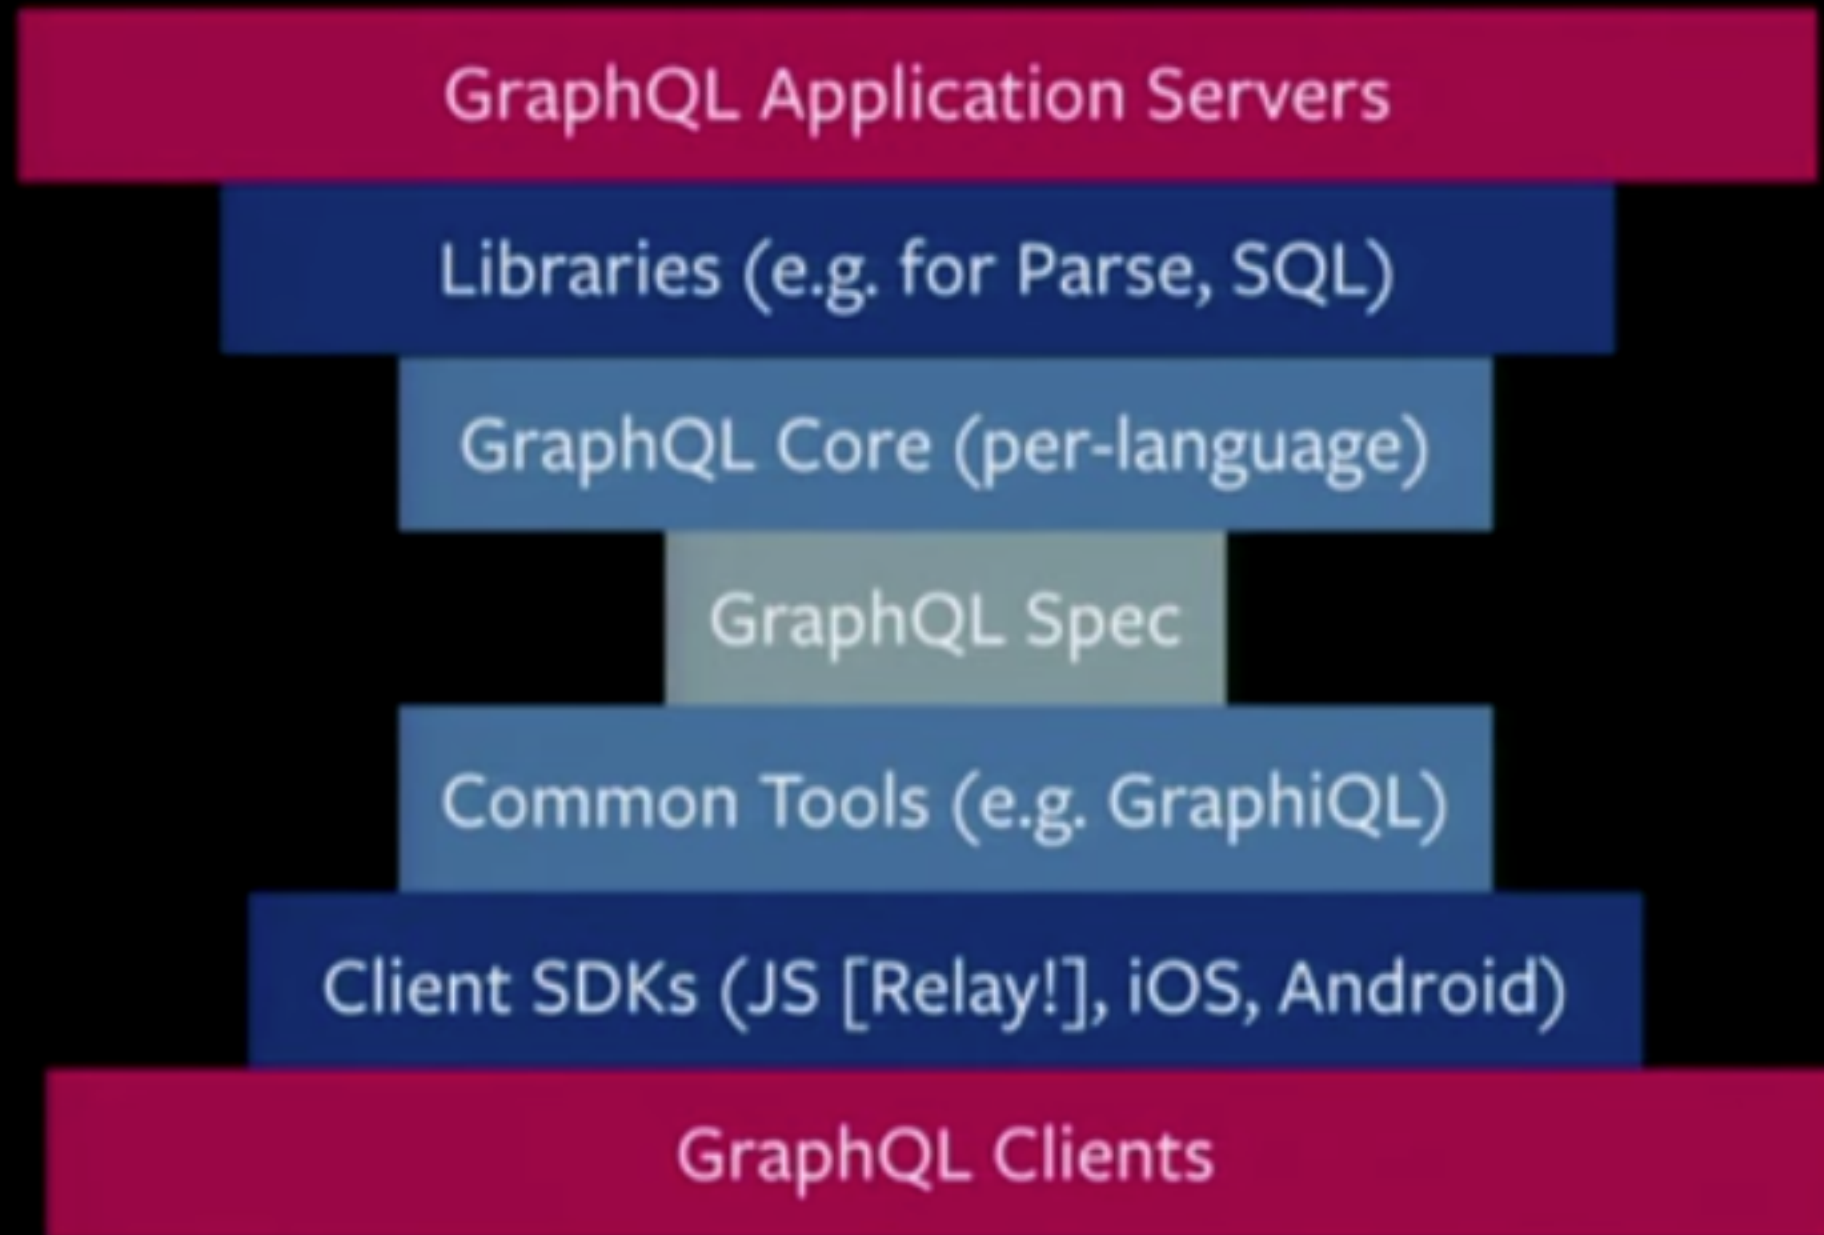 GraphQL Application Servers
Libraries (e.g. for Parse, SQL)
GraphQL Core (per-language)
GraphQL Spec
Common Tools (e.g. GraphiQL)
Client SDKs (JS [Relay!], iOS, Android)
GraphQL Clients